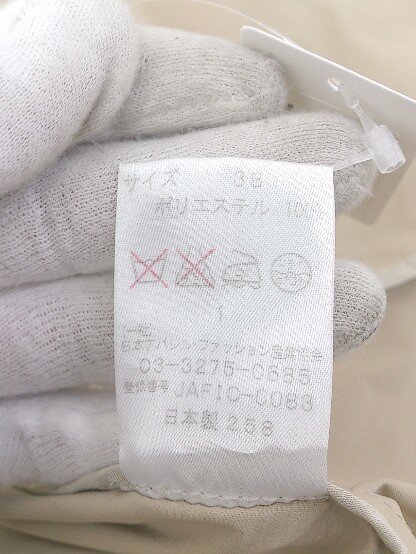 サイズ 38
ポリエステル 100%
1
(一社)
日本アパレル・ファッション産業協会
03-3275-0685
登録番号 JAFIC-C083
日本製 258